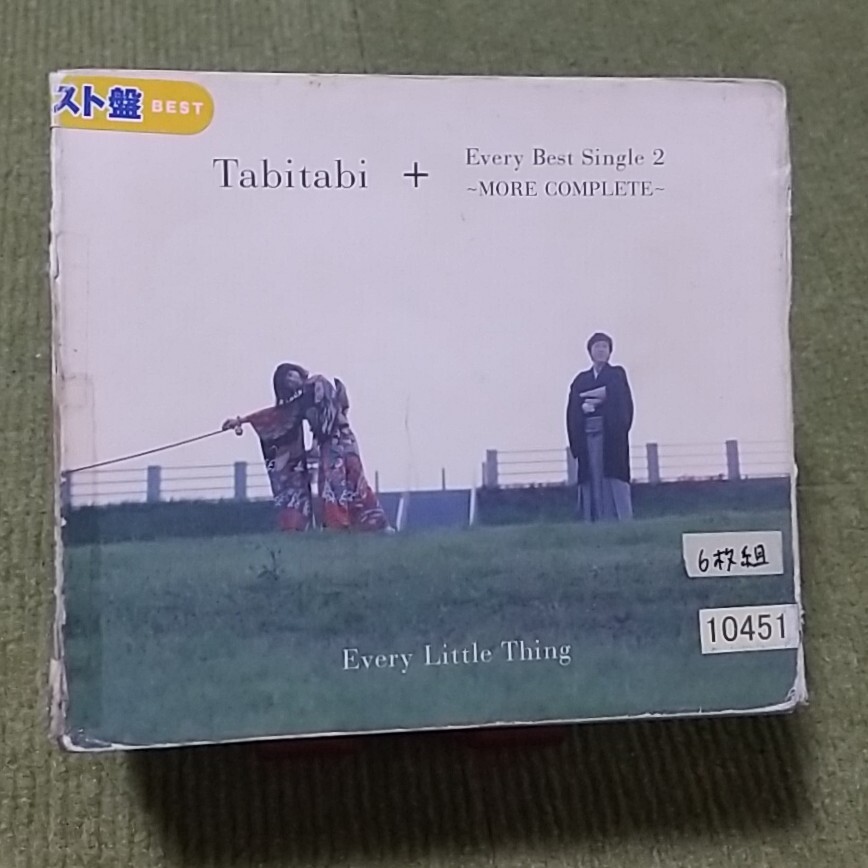 スト盤 BEST
Tabitabi + Every Best Single 2
~MORE COMPLETE~
6枚組
10451
Every Little Thing